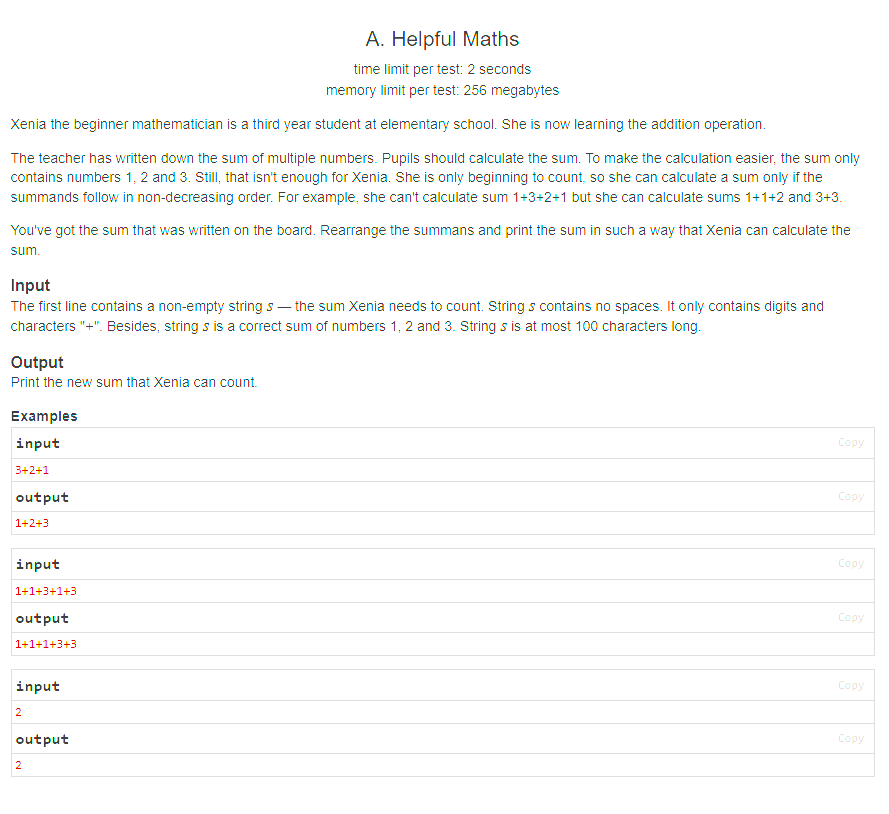 A. Helpful Maths
time limit per test: 2 seconds
memory limit per test: 256 megabytes
Xenia the beginner mathematician is a third year student at elementary school. She is now learning the addition operation.
The teacher has written down the sum of multiple numbers. Pupils should calculate the sum. To make the calculation easier, the sum only
contains numbers 1, 2 and 3. Still, that isn't enough for Xenia. She is only beginning to count, so she can calculate a sum only if the
summands follow in non-decreasing order. For example, she can't calculate sum 1+3+2+1 but she can calculate sums 1+1+2 and 3+3.
You've got the sum that was written on the board. Rearrange the summans and print the sum in such a way that Xenia can calculate the
sum.
Input
The first line contains a non-empty string s — the sum Xenia needs to count. String s contains no spaces. It only contains digits and
characters "+". Besides, string s is a correct sum of numbers 1, 2 and 3. String s is at most 100 characters long.
Output
Print the new sum that Xenia can count.
Examples
input Copy
3+2+1
output Copy
1+2+3
input Copy
1+1+3+1+3
output Copy
1+1+1+3+3
input Copy
2
output Copy
2